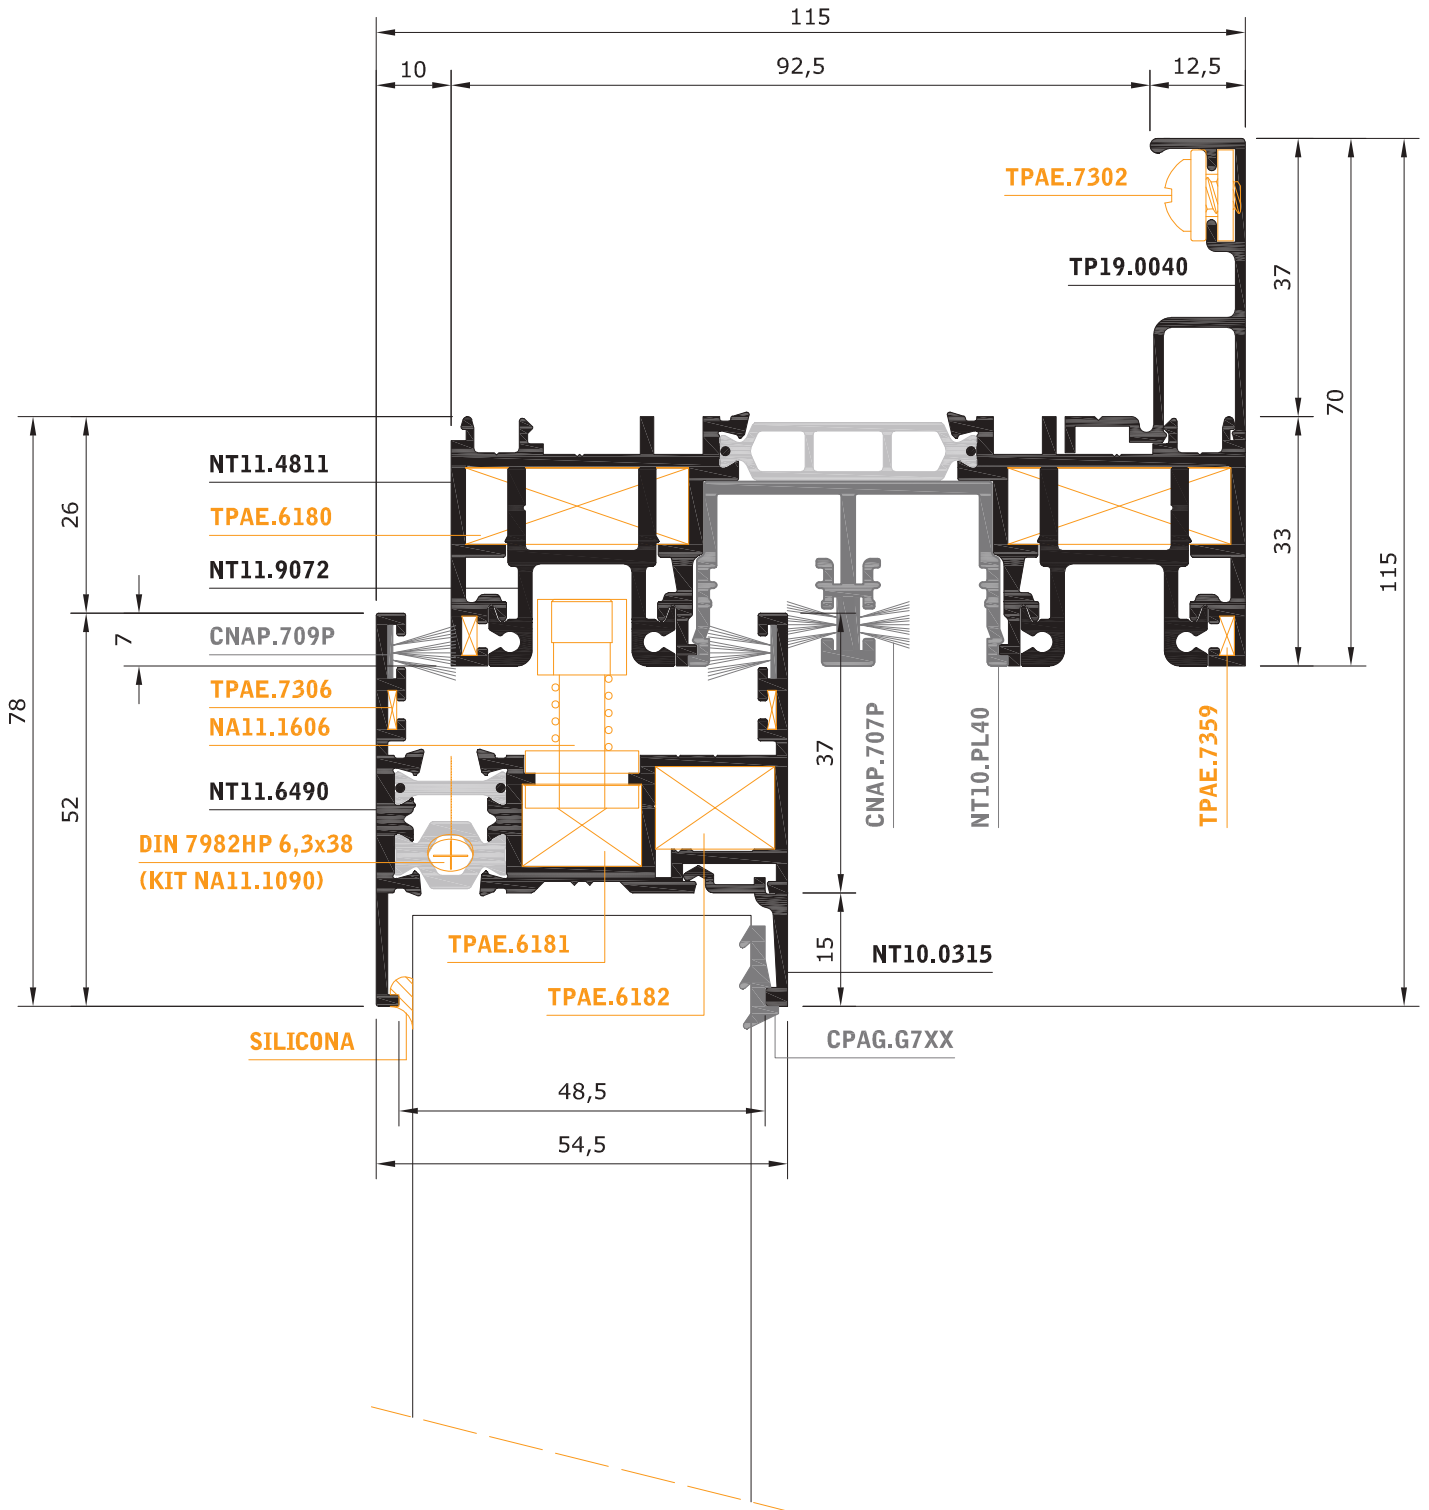 115
10
92,5
12,5
TPAE.7302
TP19.0040
37
70
NT11.4811
TPAE.6180
26
NT11.9072
33
115
7
CNAP.709P
TPAE.7306
NA11.1606
78
NT11.6490
52
37
CNAP.707P
NT10.PL40
TPAE.7359
DIN 7982HP 6,3x38
(KIT NA11.1090)
TPAE.6181
15
NT10.0315
TPAE.6182
SILICONA
CPAG.G7XX
48,5
54,5